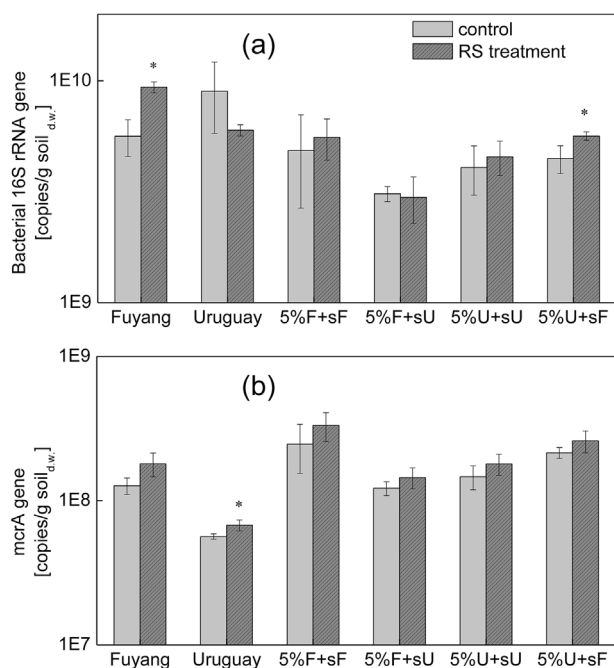 (a)
control
RS treatment
Bacterial 16S rRNA gene
[copies/g soil d.w.]
1E10
1E9
*
*
Fuyang Uruguay 5%F+sF 5%F+sU 5%U+sU 5%U+sF
(b)
mcrA gene
[copies/g soil d.w.]
1E9
1E8
1E7
*
Fuyang Uruguay 5%F+sF 5%F+sU 5%U+sU 5%U+sF